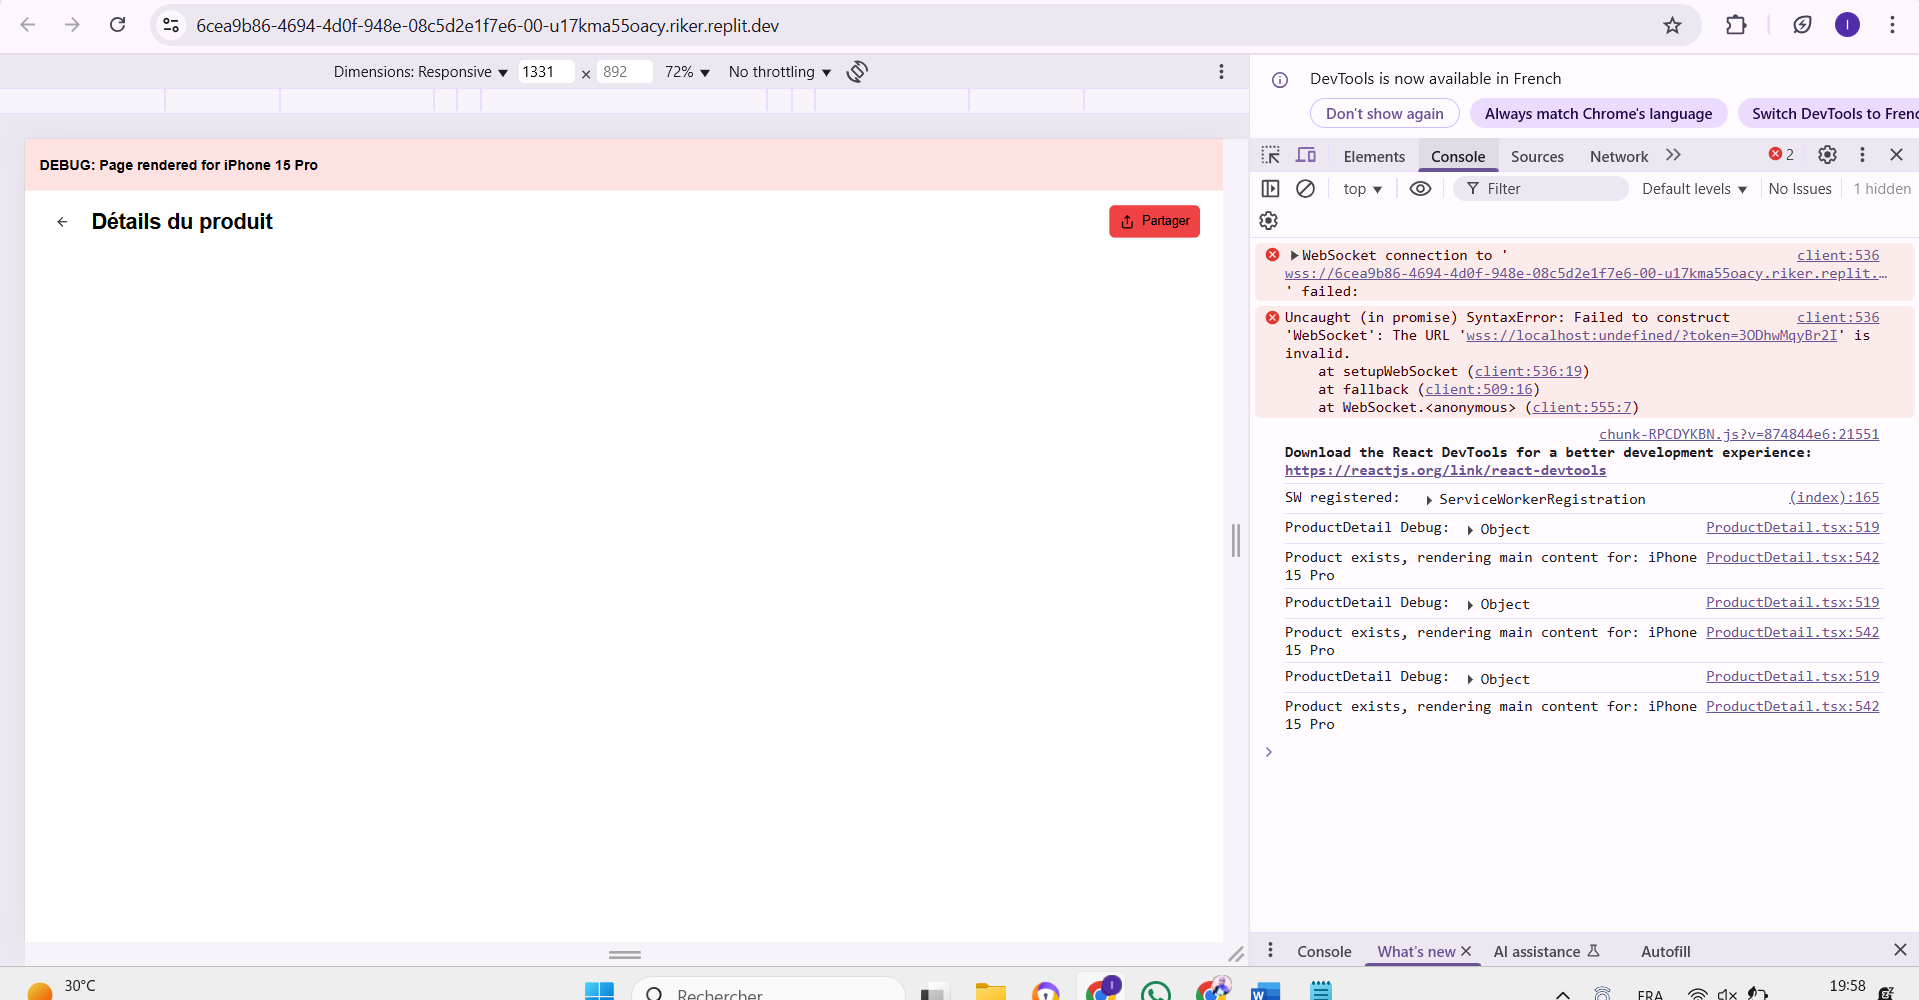 6cea9b86-4694-4d0f-948e-08c5d2e1f7e6-00-u17kma55oacy.riker.replit.dev
I
Dimensions: Responsive ▼ 1331 × 892 72% ▼ No throttling ▼
DEBUG: Page rendered for iPhone 15 Pro
← Détails du produit
Partager
DevTools is now available in French
Don't show again
Always match Chrome's language
Switch DevTools to Frenc
Elements Console Sources Network 2
top ▼ Filter Default levels ▼ No Issues 1 hidden
▶WebSocket connection to ' client:536
wss://6cea9b86-4694-4d0f-948e-08c5d2e1f7e6-00-u17kma55oacy.riker.replit.…
' failed:
Uncaught (in promise) SyntaxError: Failed to construct client:536
'WebSocket': The URL 'wss://localhost:undefined/?token=3ODhwMqyBr2I' is
invalid.
at setupWebSocket (client:536:19)
at fallback (client:509:16)
at WebSocket.<anonymous> (client:555:7)
chunk-RPCDYKBN.js?v=874844e6:21551
Download the React DevTools for a better development experience:
https://reactjs.org/link/react-devtools
SW registered: ▶ ServiceWorkerRegistration (index):165
ProductDetail Debug: ▶ Object ProductDetail.tsx:519
Product exists, rendering main content for: iPhone ProductDetail.tsx:542
15 Pro
ProductDetail Debug: ▶ Object ProductDetail.tsx:519
Product exists, rendering main content for: iPhone ProductDetail.tsx:542
15 Pro
ProductDetail Debug: ▶ Object ProductDetail.tsx:519
Product exists, rendering main content for: iPhone ProductDetail.tsx:542
15 Pro
Console What's new AI assistance Autofill
30°C
Rechercher
FRA
19:58